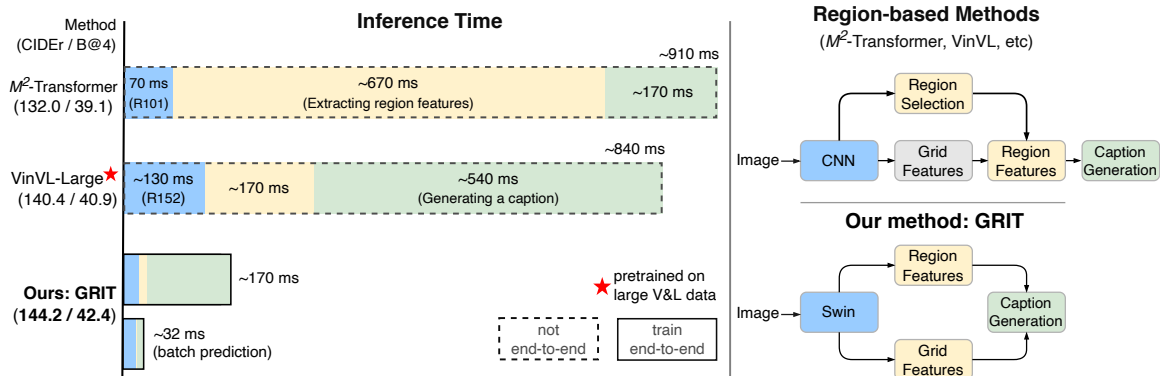 Inference Time
Method
(CIDEr / B@4)
~910 ms
M²-Transformer
(132.0 / 39.1)
70 ms
(R101)
~670 ms
(Extracting region features)
~170 ms
~840 ms
VinVL-Large
(140.4 / 40.9)
~130 ms
(R152)
~170 ms
~540 ms
(Generating a caption)
~170 ms
Ours: GRIT
(144.2 / 42.4)
~32 ms
(batch prediction)
pretrained on
large V&L data
not
end-to-end
train
end-to-end
Region-based Methods
(M²-Transformer, VinVL, etc)
Region
Selection
Image
CNN
Grid
Features
Region
Features
Caption
Generation
Our method: GRIT
Region
Features
Image
Swin
Caption
Generation
Grid
Features